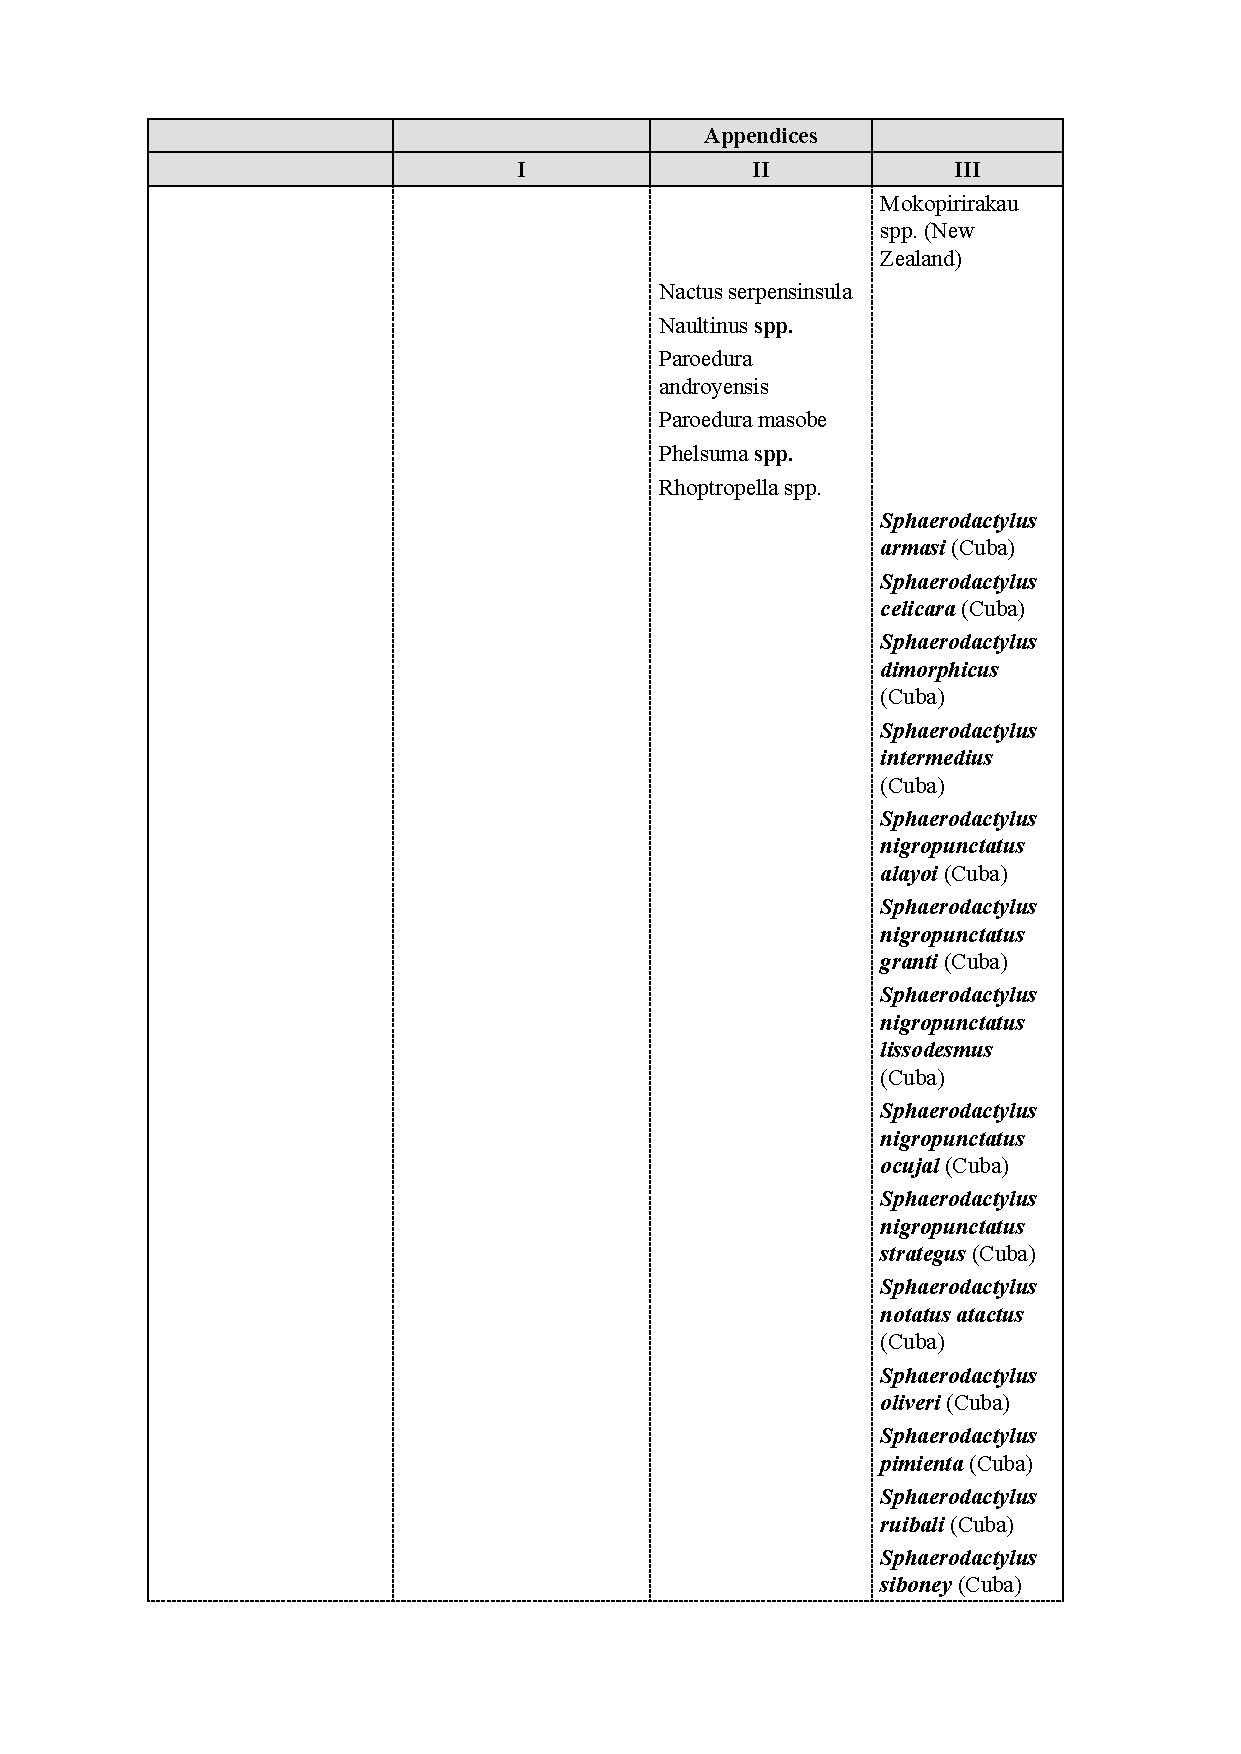 Appendices
I II III
Mokopirirakau
spp. (New
Zealand)
Nactus serpensinsula
Naultinus spp.
Paroedura
androyensis
Paroedura masobe
Phelsuma spp.
Rhoptropella spp.
Sphaerodactylus
armasi (Cuba)
Sphaerodactylus
celicara (Cuba)
Sphaerodactylus
dimorphicus
(Cuba)
Sphaerodactylus
intermedius
(Cuba)
Sphaerodactylus
nigropunctatus
alayoi (Cuba)
Sphaerodactylus
nigropunctatus
granti (Cuba)
Sphaerodactylus
nigropunctatus
lissodesmus
(Cuba)
Sphaerodactylus
nigropunctatus
ocujal (Cuba)
Sphaerodactylus
nigropunctatus
strategus (Cuba)
Sphaerodactylus
notatus atactus
(Cuba)
Sphaerodactylus
oliveri (Cuba)
Sphaerodactylus
pimienta (Cuba)
Sphaerodactylus
ruibali (Cuba)
Sphaerodactylus
siboney (Cuba)